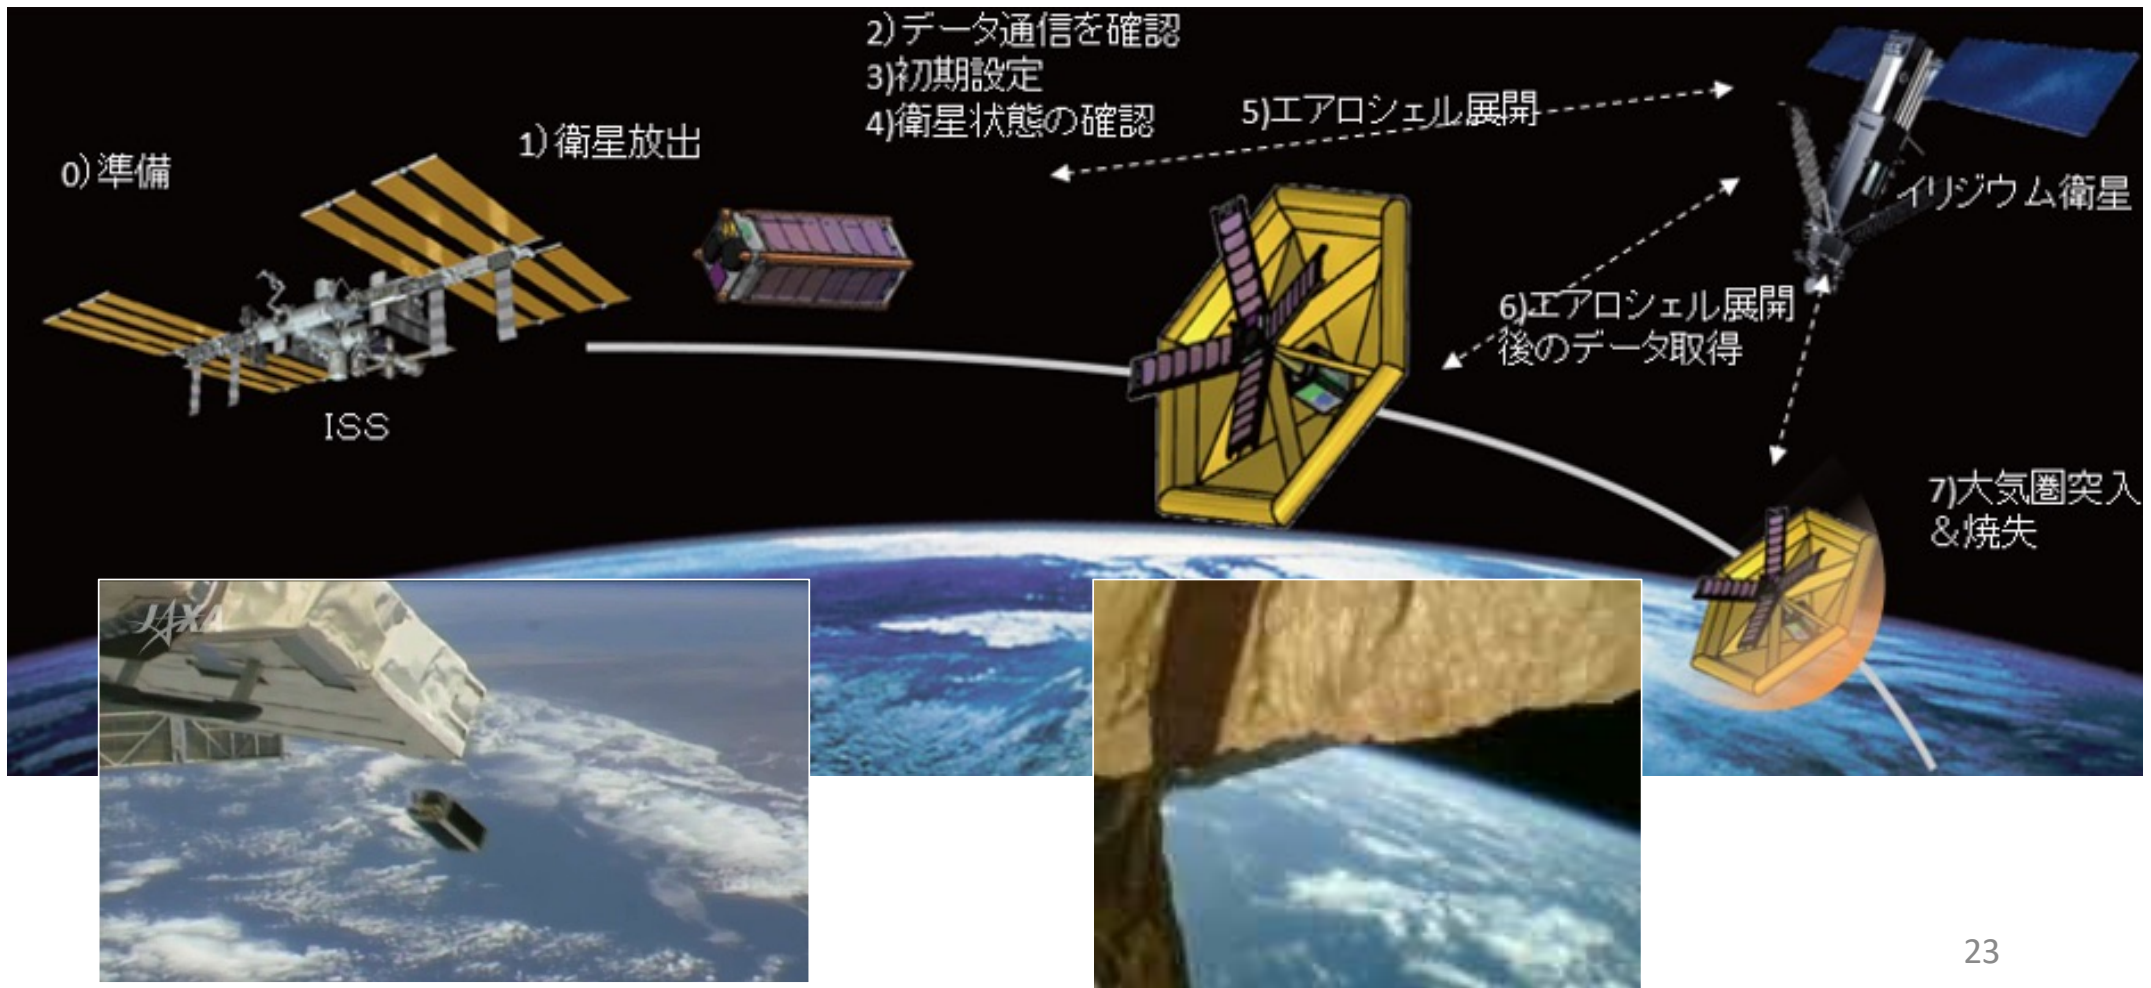 0)準備
ISS
1)衛星放出
2)データ通信を確認
3)初期設定
4)衛星状態の確認
5)エアロシェル展開
イリジウム衛星
6)エアロシェル展開
後のデータ取得
7)大気圏突入
&焼失
JAXA
23